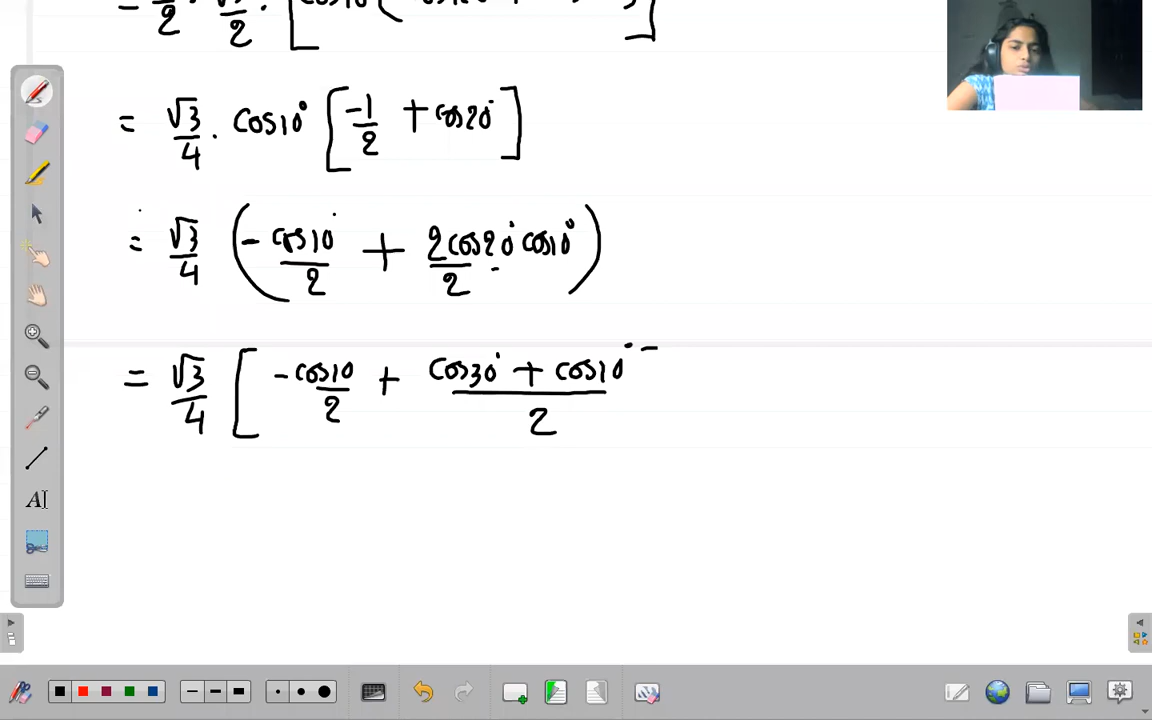 = √3/4 · cos10° [-1/2 + cos20°]
= √3/4 (-cos10°/2 + 2cos20°cos10°/2)
= √3/4 [-cos10/2 + cos30° + cos10°/2
AI